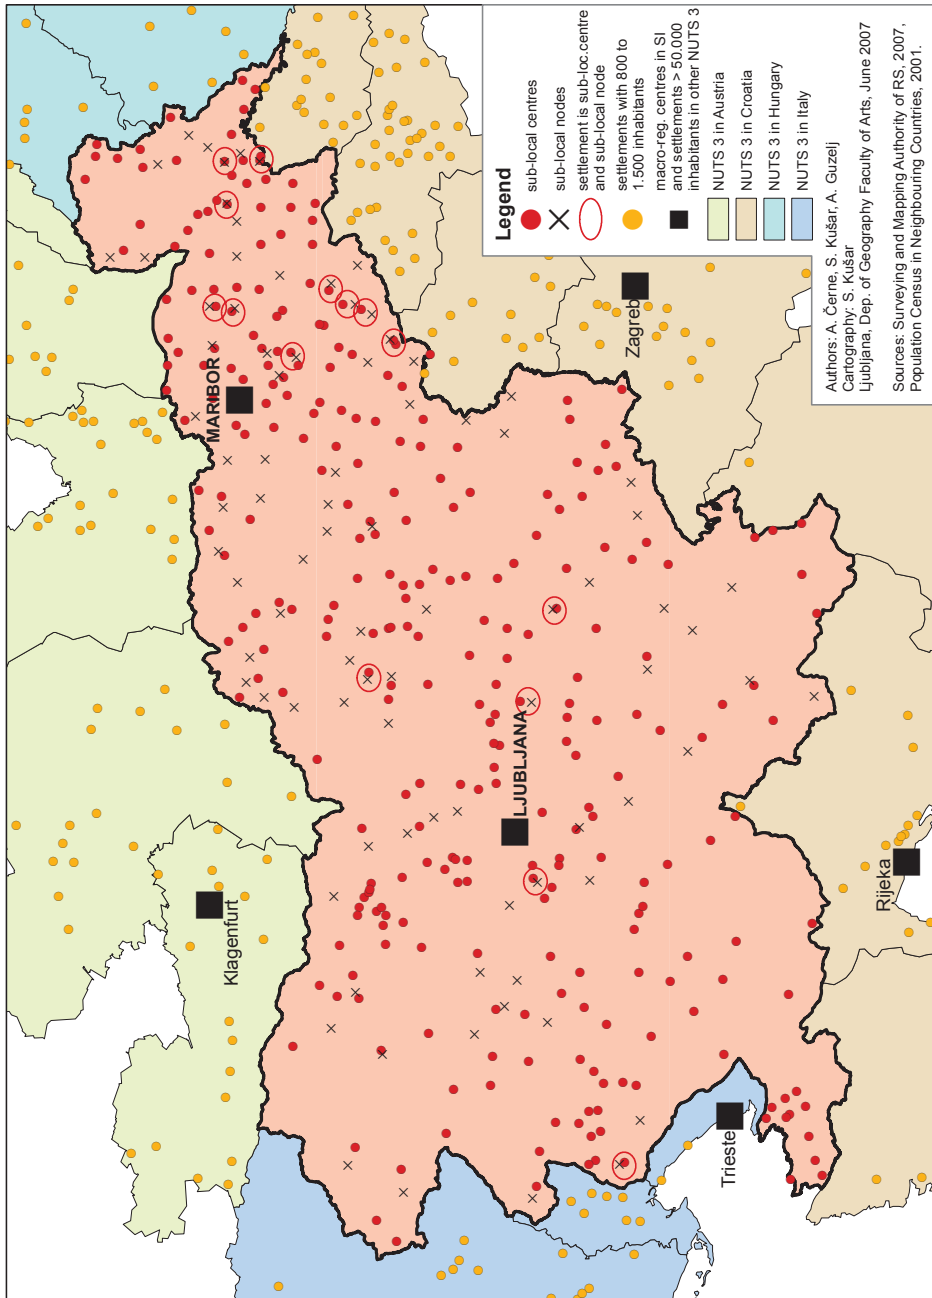 MARIBOR
LJUBLJANA
Klagenfurt
Trieste
Rijeka
Zagreb
Legend
sub-local centres
sub-local nodes
settlement is sub-loc.centre
and sub-local node
settlements with 800 to
1.500 inhabitants
macro-reg. centres in SI
and settlements > 50.000
inhabitants in other NUTS 3
NUTS 3 in Austria
NUTS 3 in Croatia
NUTS 3 in Hungary
NUTS 3 in Italy
Authors: A. Černe, S. Kušar, A. Guzelj
Cartography: S. Kušar
Ljubljana, Dep. of Geography Faculty of Arts, June 2007
Sources: Surveying and Mapping Authority of RS, 2007,
Population Census in Neighbouring Countries, 2001.